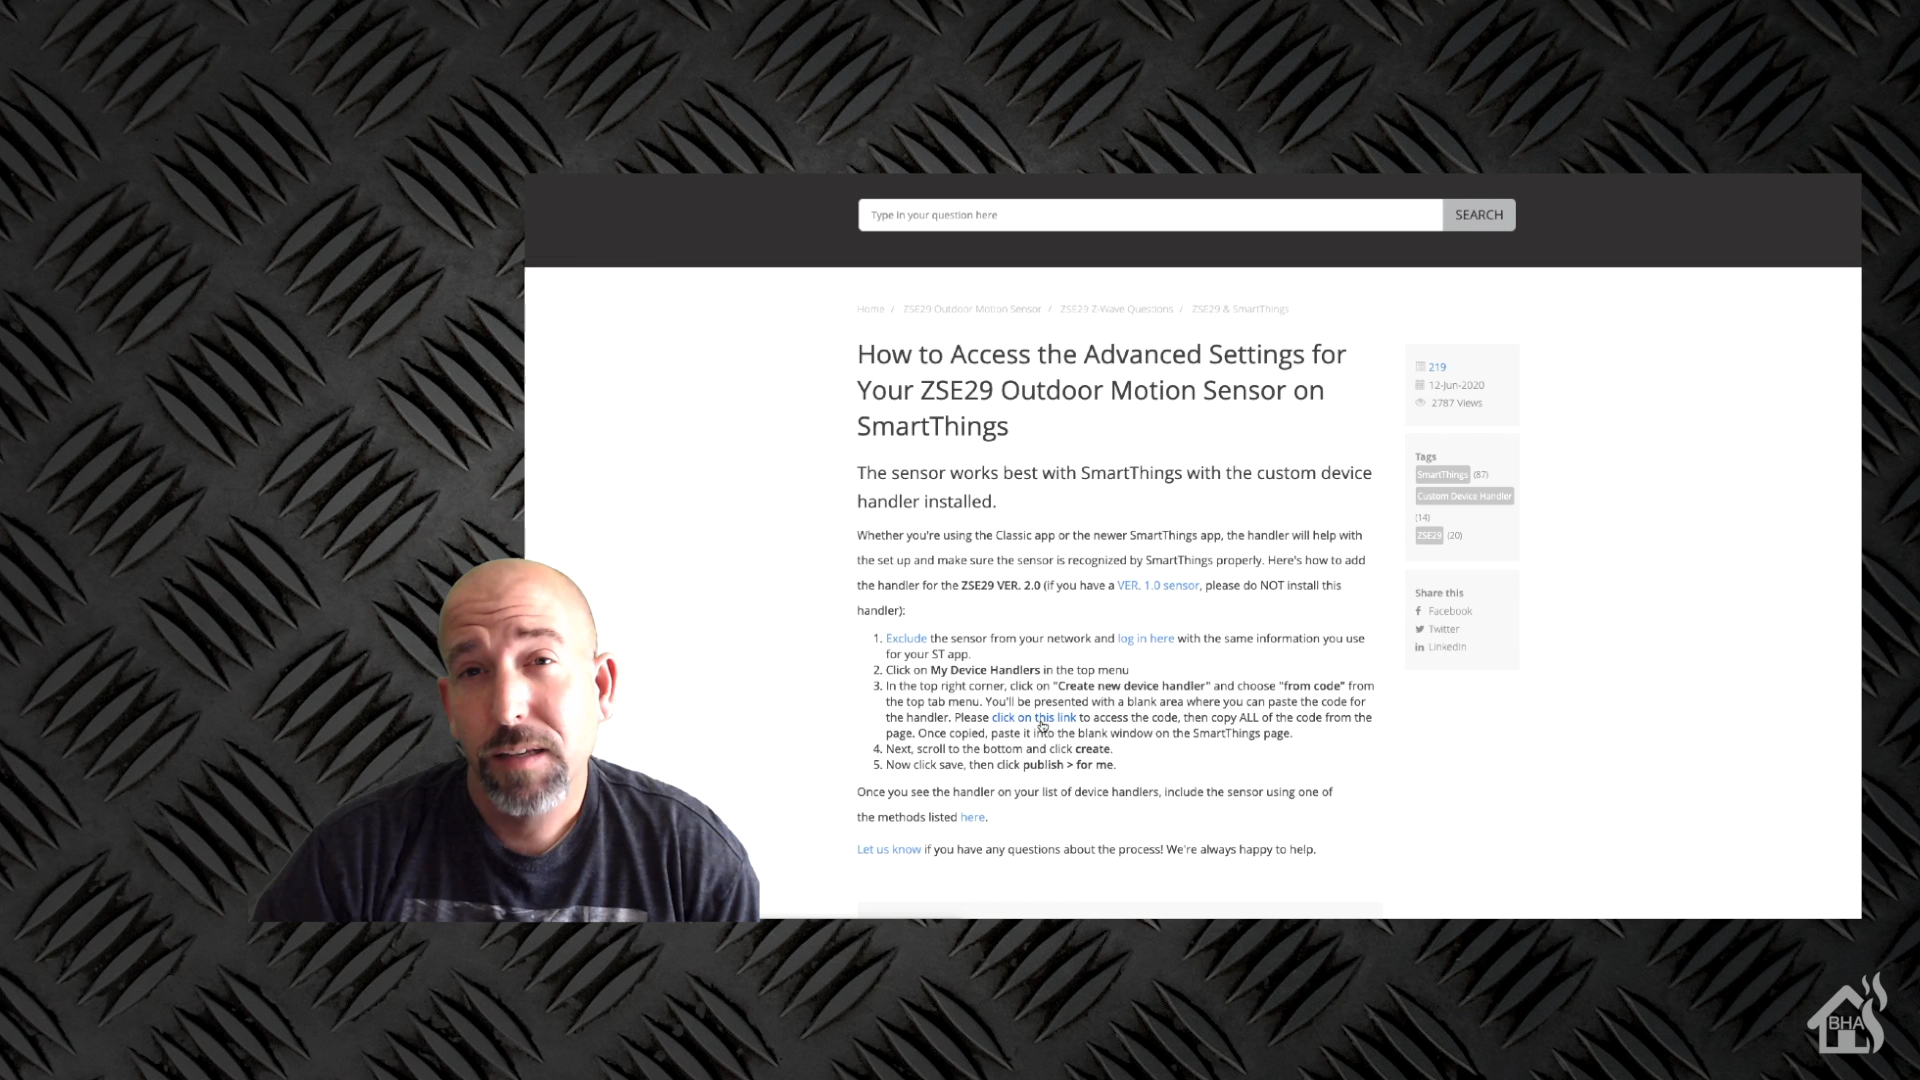 Type in your question here
SEARCH
Home / ZSE29 Outdoor Motion Sensor / ZSE29 Z-Wave Questions / ZSE29 & SmartThings
How to Access the Advanced Settings for
Your ZSE29 Outdoor Motion Sensor on
SmartThings
The sensor works best with SmartThings with the custom device
handler installed.
Whether you're using the Classic app or the newer SmartThings app, the handler will help with
the set up and make sure the sensor is recognized by SmartThings properly. Here's how to add
the handler for the ZSE29 VER. 2.0 (if you have a VER. 1.0 sensor, please do NOT install this
handler):
1. Exclude the sensor from your network and log in here with the same information you use
for your ST app.
2. Click on My Device Handlers in the top menu
3. In the top right corner, click on "Create new device handler" and choose "from code" from
the top tab menu. You'll be presented with a blank area where you can paste the code for
the handler. Please click on this link to access the code, then copy ALL of the code from the
page. Once copied, paste it into the blank window on the SmartThings page.
4. Next, scroll to the bottom and click create.
5. Now click save, then click publish > for me.
Once you see the handler on your list of device handlers, include the sensor using one of
the methods listed here.
Let us know if you have any questions about the process! We're always happy to help.
219
12-Jun-2020
2787 Views
Tags
SmartThings (87)
Custom Device Handler
(14)
ZSE29 (20)
Share this
Facebook
Twitter
LinkedIn
BHA